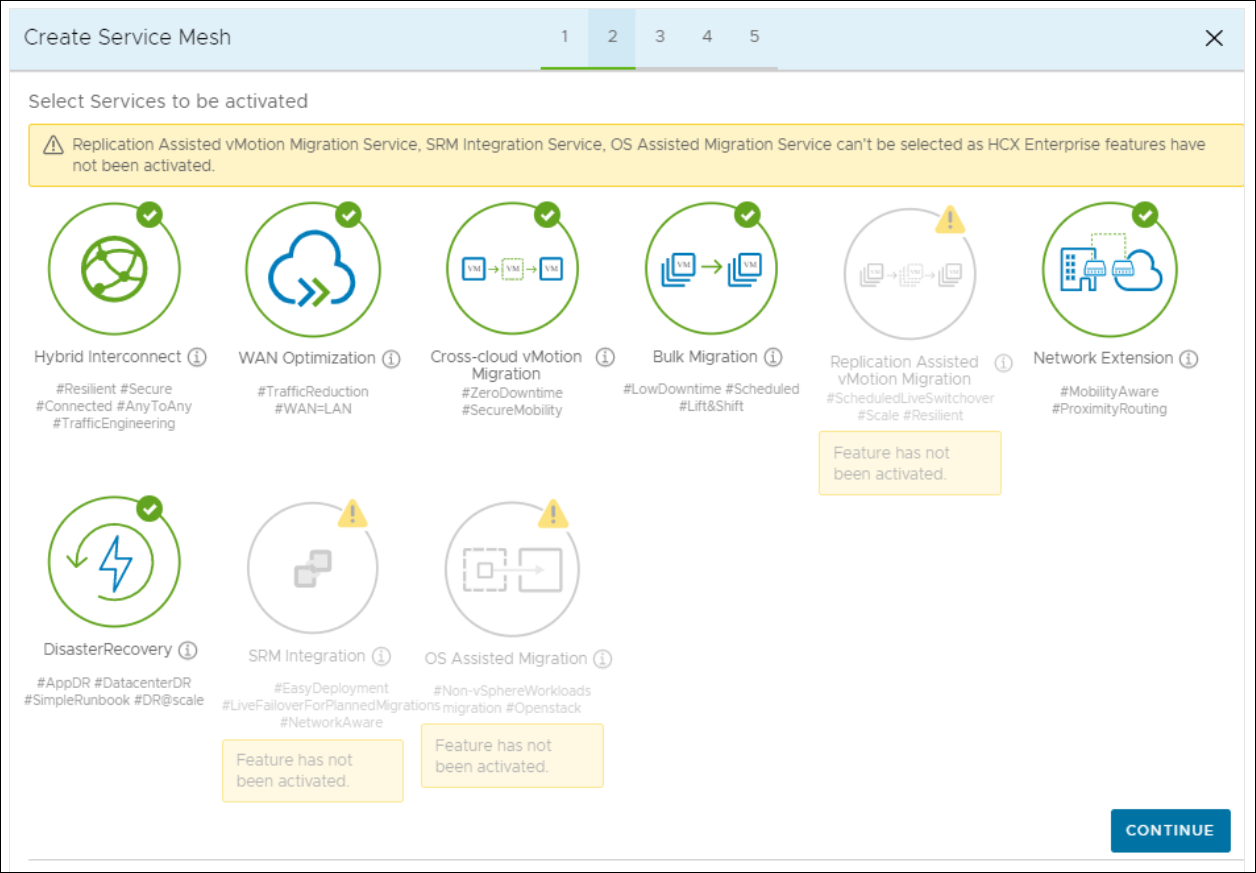 Create Service Mesh
1 2 3 4 5
Select Services to be activated
Replication Assisted vMotion Migration Service, SRM Integration Service, OS Assisted Migration Service can't be selected as HCX Enterprise features have
not been activated.
VM VM VM
VM VM
VM VM VM
Hybrid Interconnect
#Resilient #Secure
#Connected #AnyToAny
#TrafficEngineering
WAN Optimization
#TrafficReduction
#WAN=LAN
Cross-cloud vMotion
Migration
#ZeroDowntime
#SecureMobility
Bulk Migration
#LowDowntime #Scheduled
#Lift&Shift
Replication Assisted
vMotion Migration
#ScheduledLiveSwitchover
#Scale #Resilient
Feature has not
been activated.
Network Extension
#MobilityAware
#ProximityRouting
DisasterRecovery
#AppDR #DatacenterDR
#SimpleRunbook #DR@scale
SRM Integration
#EasyDeployment
#LiveFailoverForPlannedMigrations
#NetworkAware
Feature has not
been activated.
OS Assisted Migration
#Non-vSphereWorkloads
migration #Openstack
Feature has not
been activated.
CONTINUE